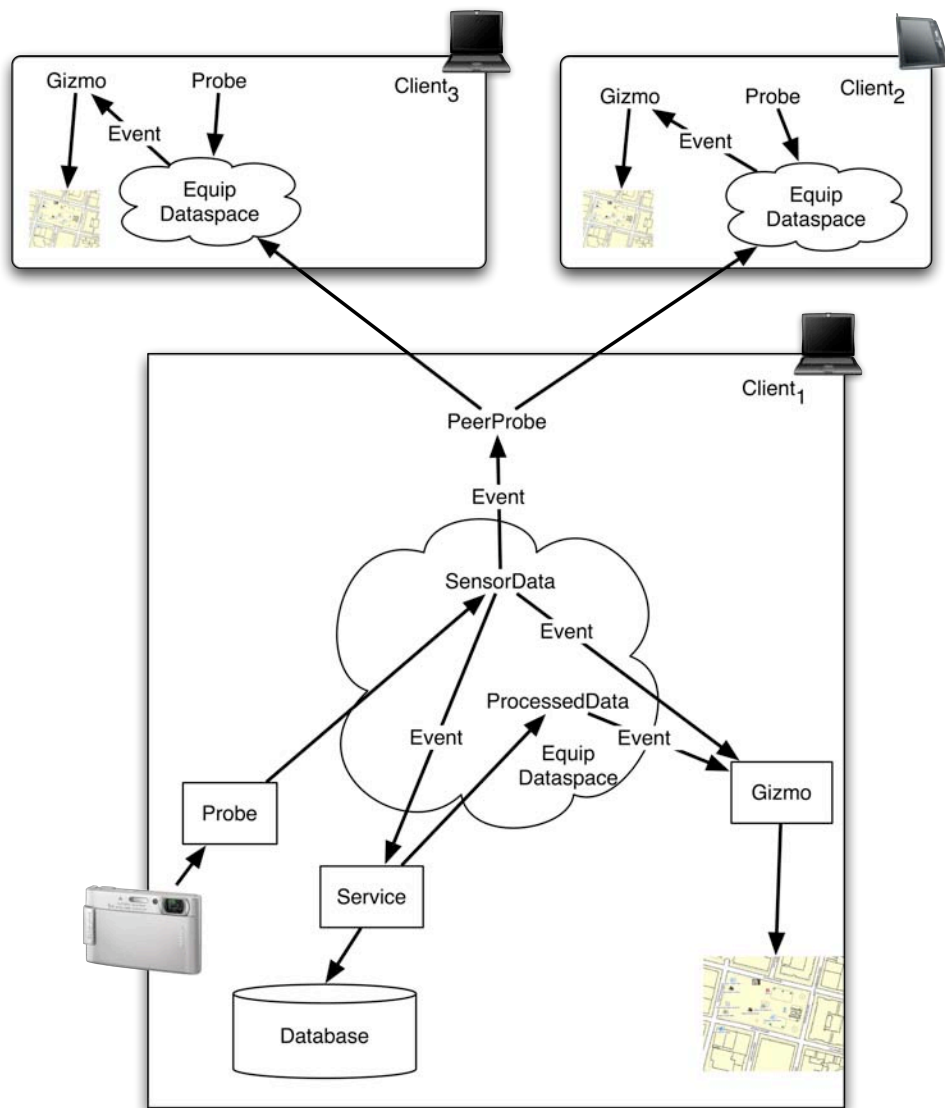 Client3
Gizmo
Probe
Event
Equip
Dataspace
Client2
Gizmo
Probe
Event
Equip
Dataspace
Client1
PeerProbe
Event
SensorData
Event
ProcessedData
Event
Event
Equip
Dataspace
Probe
Gizmo
Service
Database